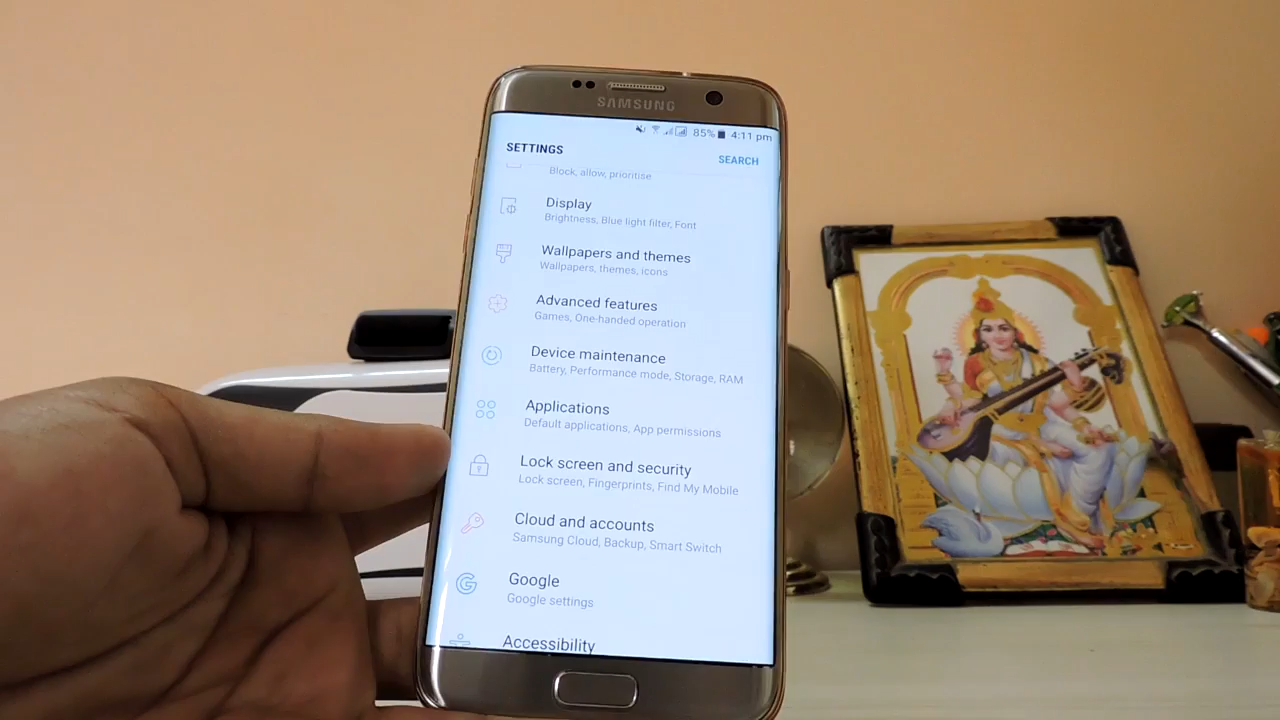 SAMSUNG
85% 4:11 pm
SETTINGS
SEARCH
Block, allow, prioritise
Display
Brightness, Blue light filter, Font
Wallpapers and themes
Wallpapers, themes, icons
Advanced features
Games, One-handed operation
Device maintenance
Battery, Performance mode, Storage, RAM
Applications
Default applications, App permissions
Lock screen and security
Lock screen, Fingerprints, Find My Mobile
Cloud and accounts
Samsung Cloud, Backup, Smart Switch
Google
Google settings
Accessibility